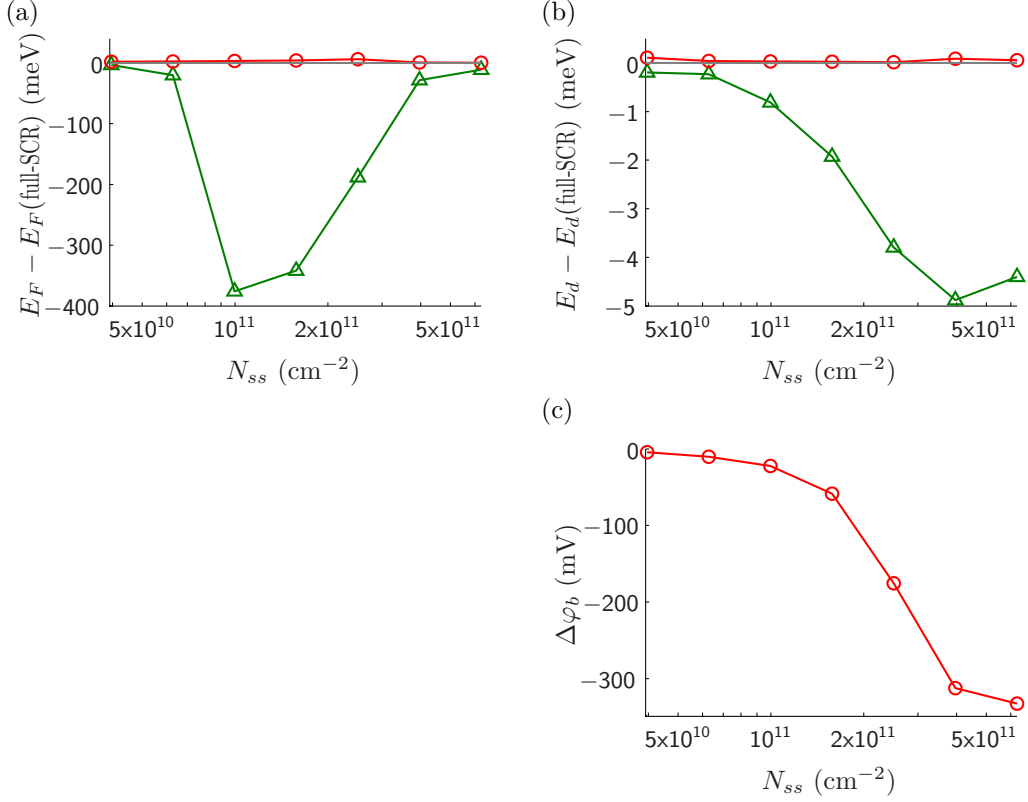 (a)
E_F − E_F(full-SCR) (meV)
0
−100
−200
−300
−400
5x10^10
10^11
2x10^11
5x10^11
N_ss (cm^−2)
(b)
E_d − E_d(full-SCR) (meV)
0
−1
−2
−3
−4
−5
5x10^10
10^11
2x10^11
5x10^11
N_ss (cm^−2)
(c)
Δφ_b (mV)
0
−100
−200
−300
5x10^10
10^11
2x10^11
5x10^11
N_ss (cm^−2)